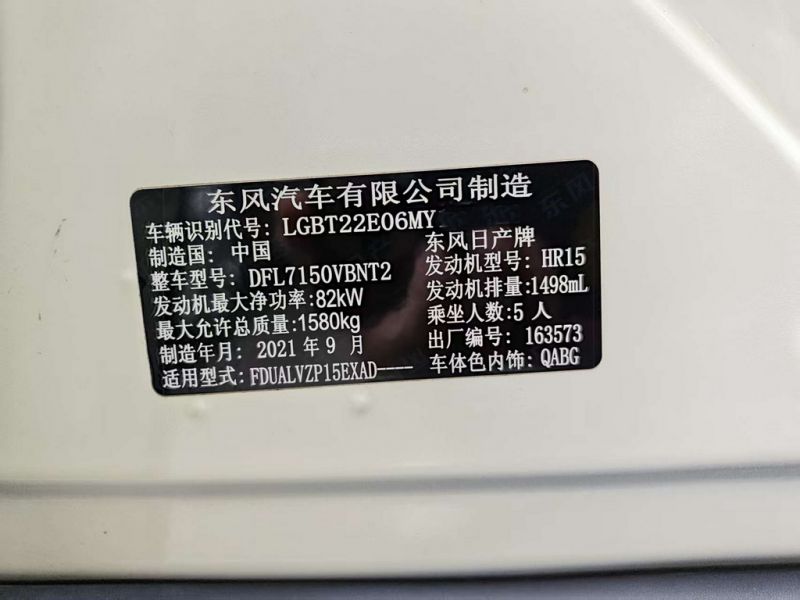 东风汽车有限公司制造
车辆识别代号: LGBT22E06MY
制造国: 中国 东风日产牌
整车型号: DFL7150VBNT2 发动机型号: HR15
发动机最大净功率:82kW 发动机排量:1498mL
最大允许总质量:1580kg 乘坐人数:5 人
制造年月: 2021 年 9 月 出厂编号: 163573
适用型式: FDUALVZP15EXAD---- 车体色内饰: QABG